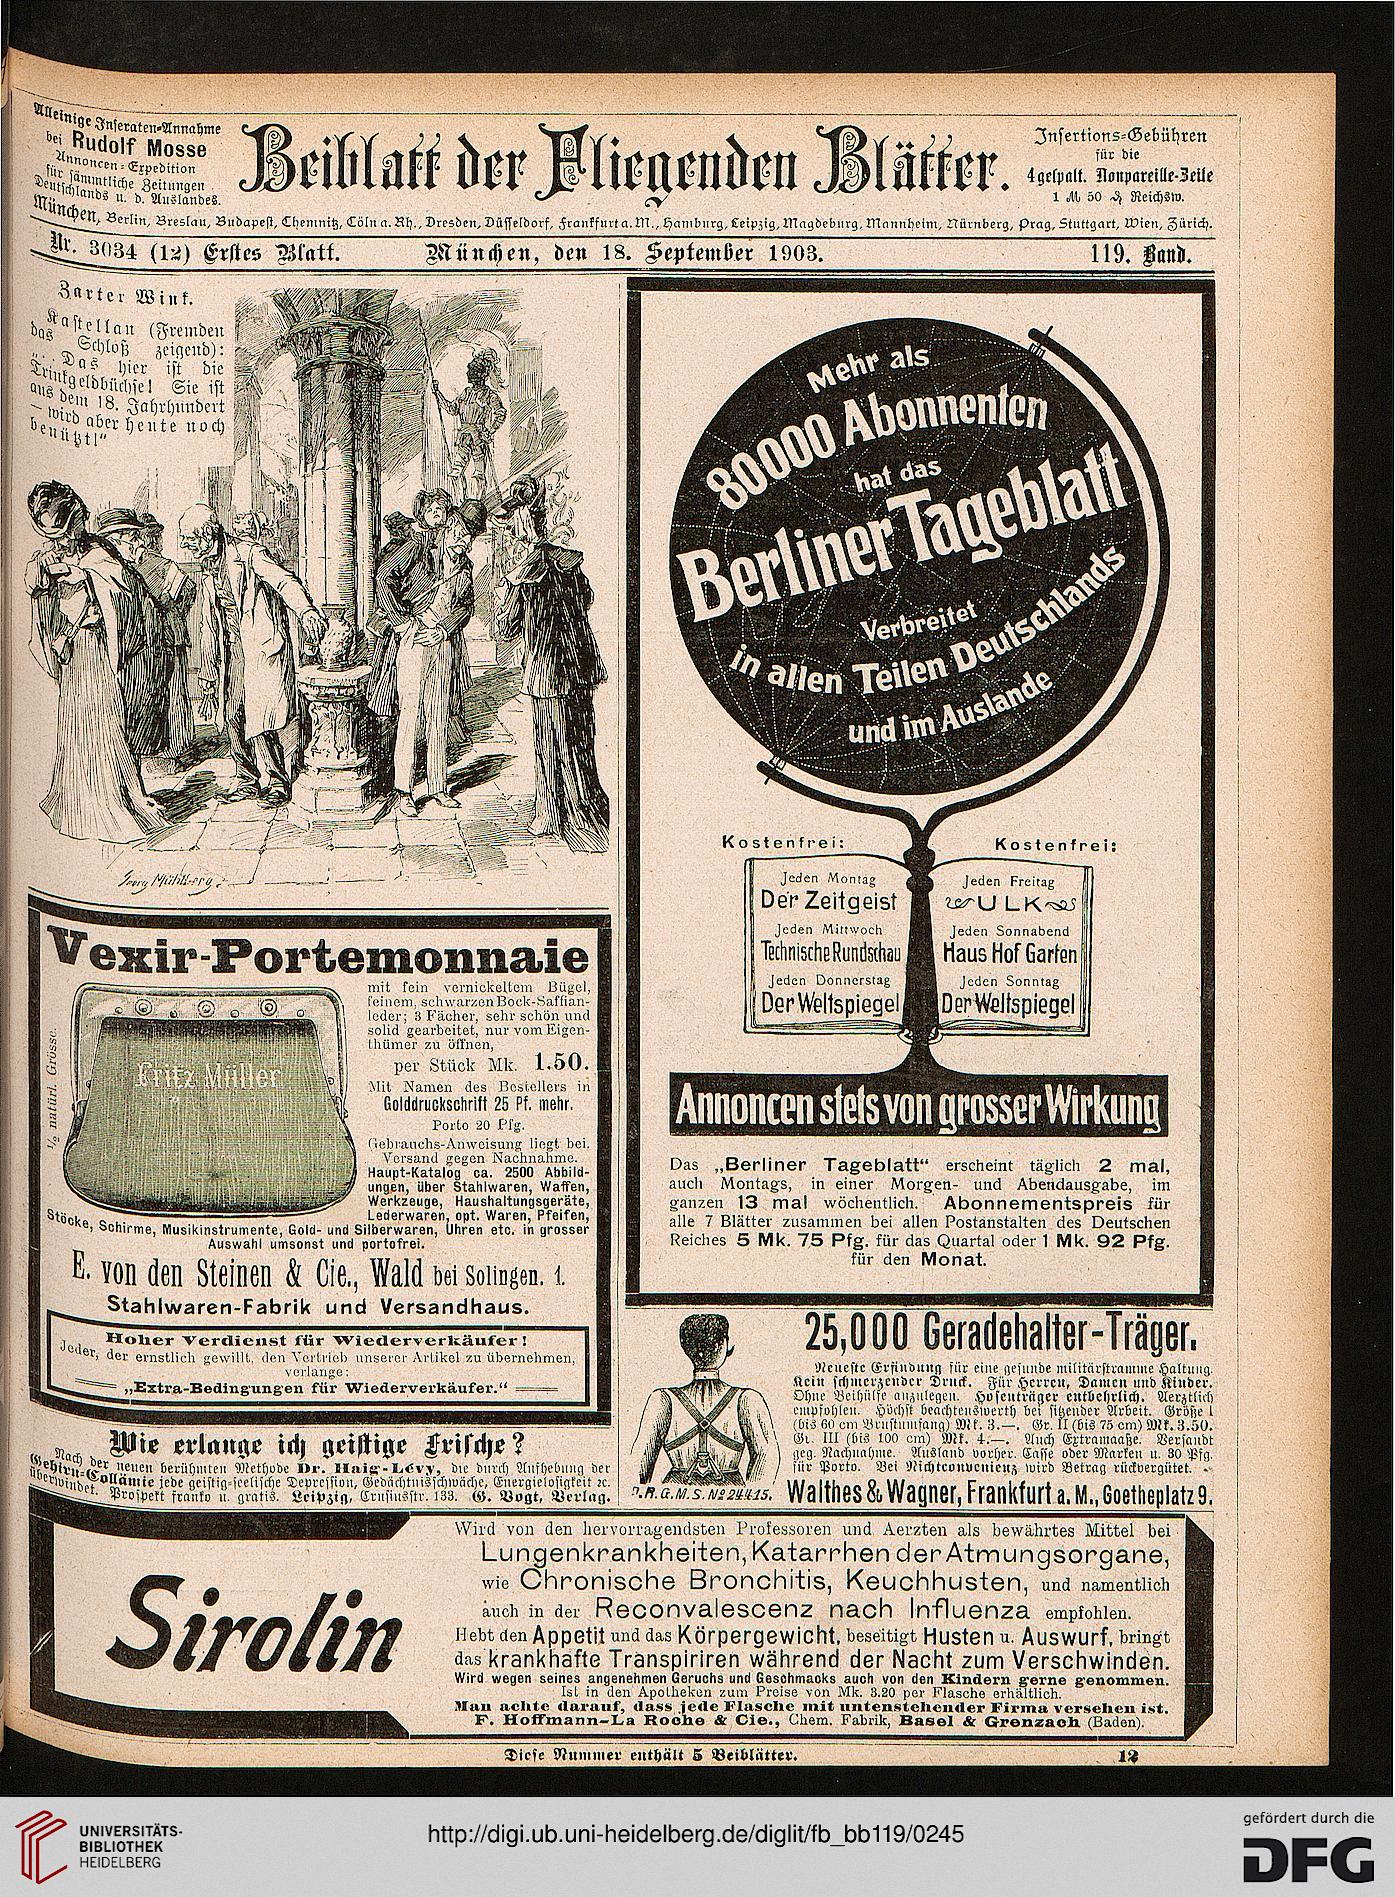 Alleinige Inseraten-Annahme
bei Rudolf Mosse
Annoncen-Expedition
für sämmtliche Zeitungen
Deutschlands u. d. Auslandes.
Beiblatt der Fliegenden Blätter.
Insertions-Gebühren
für die
4gespalt. Nonpareille-Zeile
1 ℳ 50 ₰ Reichsw.
München, Berlin, Breslau, Budapest, Chemnitz, Cöln a. Rh., Dresden, Düsseldorf, Frankfurt a. M., Hamburg, Leipzig, Magdeburg, Mannheim, Nürnberg, Prag, Stuttgart, Wien, Zürich.
Nr. 3034 (12) Erstes Blatt. München, den 18. September 1903. 119. Band.
Zarter Wink.
Kastellan (Fremden
das Schloß zeigend):
„.. Das hier ist die
Trinkgeldbüchse! Sie ist
aus dem 18. Jahrhundert
— wird aber heute noch
benützt!“
Georg Mühlberg
Vexir-Portemonnaie
mit fein vernickeltem Bügel,
feinem, schwarzen Bock-Saffian-
leder; 3 Fächer, sehr schön und
solid gearbeitet, nur vom Eigen-
thümer zu öffnen,
per Stück Mk. 1.50.
Mit Namen des Bestellers in
Golddruckschrift 25 Pf. mehr.
Porto 20 Pfg.
Gebrauchs-Anweisung liegt bei.
Versand gegen Nachnahme.
Haupt-Katalog ca. 2500 Abbild-
ungen, über Stahlwaren, Waffen,
Werkzeuge, Haushaltungsgeräte,
Lederwaren, opt. Waren, Pfeifen,
Stöcke, Schirme, Musikinstrumente, Gold- und Silberwaren, Uhren etc. in grosser
Auswahl umsonst und portofrei.
½ natürl. Grösse.
Fritz Müller
E. von den Steinen & Cie., Wald bei Solingen. 1.
Stahlwaren-Fabrik und Versandhaus.
Hoher Verdienst für Wiederverkäufer!
Jeder, der ernstlich gewillt, den Vertrieb unserer Artikel zu übernehmen,
verlange:
„Extra-Bedingungen für Wiederverkäufer.“
Wie erlange ich geistige Frische?
Nach der neuen berühmten Methode Dr. Haig-Lévy, die durch Aufhebung der
Gehirn-Collämie jede geistig-seelische Depression, Gedächtnisschwäche, Energielosigkeit ꝛc.
überwindet. Prospekt franko u. gratis. Leipzig, Crusiusstr. 133. G. Vogt, Verlag.
Mehr als
80000 Abonnenten
hat das
Berliner Tageblatt
Verbreitet
in allen Teilen Deutschlands
und im Auslande
Kostenfrei:
Jeden Montag
Der Zeitgeist
Jeden Mittwoch
Technische Rundschau
Jeden Donnerstag
Der Weltspiegel
Kostenfrei:
Jeden Freitag
ULK
Jeden Sonnabend
Haus Hof Garten
Jeden Sonntag
Der Weltspiegel
Annoncen stets von grosser Wirkung
Das „Berliner Tageblatt“ erscheint täglich 2 mal,
auch Montags, in einer Morgen- und Abendausgabe, im
ganzen 13 mal wöchentlich. Abonnementspreis für
alle 7 Blätter zusammen bei allen Postanstalten des Deutschen
Reiches 5 Mk. 75 Pfg. für das Quartal oder 1 Mk. 92 Pfg.
für den Monat.
25,000 Geradehalter-Träger.
Neueste Erfindung für eine gesunde militärstramme Haltung.
Kein schmerzender Druck. Für Herren, Damen und Kinder.
Ohne Beihülfe anzulegen. Hosenträger entbehrlich. Aerztlich
empfohlen. Höchst beachtenswerth bei sitzender Arbeit. Größe I
(bis 60 cm Brustumfang) Mk. 3.—. Gr. II (bis 75 cm) Mk. 3.50.
Gr. III (bis 100 cm) Mk. 4.—. Auch Extramaaße. Versandt
geg. Nachnahme. Ausland vorher. Casse oder Marken u. 30 Pfg.
für Porto. Bei Nichtconvenienz wird Betrag rückvergütet.
D.R.G.M.S. No 24415.
Walthes & Wagner, Frankfurt a. M., Goetheplatz 9.
Sirolin
Wird von den hervorragendsten Professoren und Aerzten als bewährtes Mittel bei
Lungenkrankheiten, Katarrhen der Atmungsorgane,
wie Chronische Bronchitis, Keuchhusten, und namentlich
auch in der Reconvalescenz nach Influenza empfohlen.
Hebt den Appetit und das Körpergewicht, beseitigt Husten u. Auswurf, bringt
das krankhafte Transpiriren während der Nacht zum Verschwinden.
Wird wegen seines angenehmen Geruchs und Geschmacks auch von den Kindern gerne genommen.
Ist in den Apotheken zum Preise von Mk. 3.20 per Flasche erhältlich.
Man achte darauf, dass jede Flasche mit untenstehender Firma versehen ist.
F. Hoffmann-La Roche & Cie., Chem. Fabrik, Basel & Grenzach (Baden).
Diese Nummer enthält 5 Beiblätter.
12
UNIVERSITÄTS-
BIBLIOTHEK
HEIDELBERG
http://digi.ub.uni-heidelberg.de/diglit/fb_bb119/0245
gefördert durch die
DFG